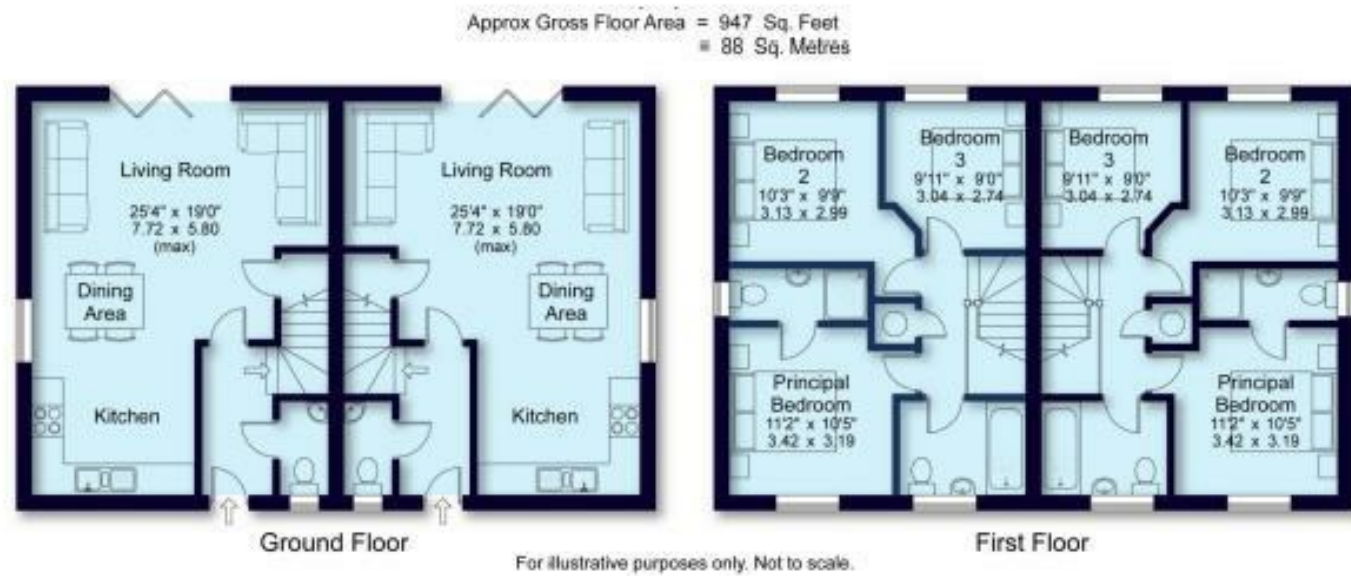 Approx Gross Floor Area = 947 Sq. Feet
= 88 Sq. Metres
Living Room
25'4" x 19'0"
7.72 x 5.80
(max)
Dining
Area
Kitchen
Living Room
25'4" x 19'0"
7.72 x 5.80
(max)
Dining
Area
Kitchen
Ground Floor
Bedroom
2
10'3" x 9'9"
3.13 x 2.99
Bedroom
3
9'11" x 9'0"
3.04 x 2.74
Bedroom
3
9'11" x 9'0"
3.04 x 2.74
Bedroom
2
10'3" x 9'9"
3.13 x 2.99
Principal
Bedroom
11'2" x 10'5"
3.42 x 3.19
Principal
Bedroom
11'2" x 10'5"
3.42 x 3.19
First Floor
For illustrative purposes only. Not to scale.